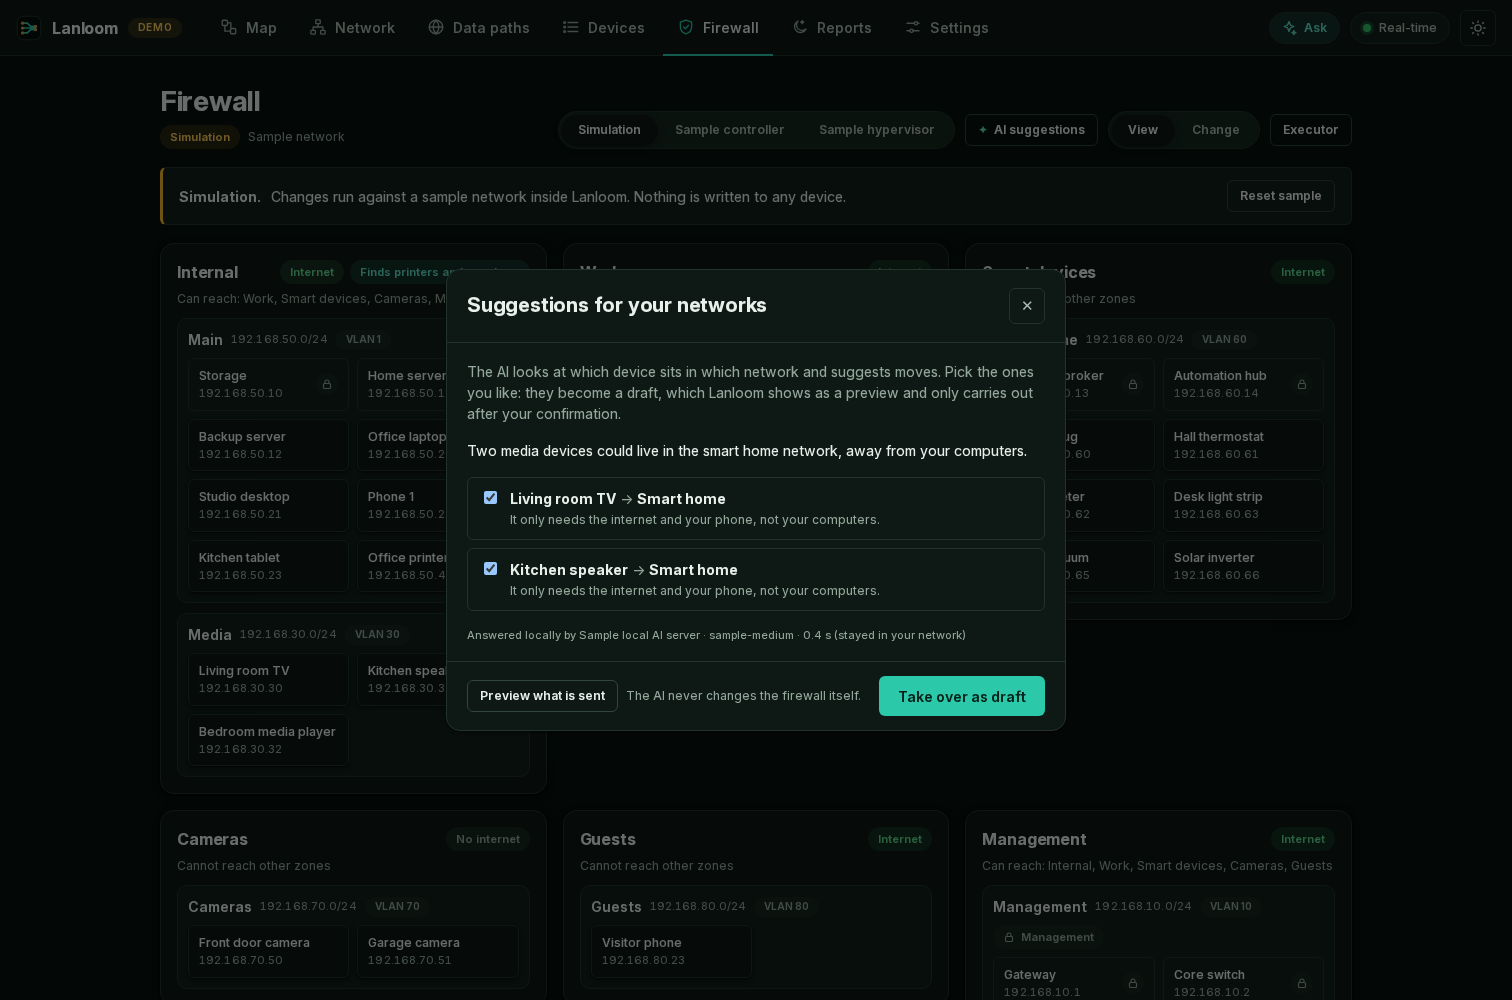 Lanloom DEMO Map Network Data paths Devices Firewall Reports Settings Ask Real-time
Firewall
Simulation Sample network
Simulation Sample controller Sample hypervisor ✦ AI suggestions View Change Executor
Simulation. Changes run against a sample network inside Lanloom. Nothing is written to any device. Reset sample
Internal Internet Finds printers
Can reach: Work, Smart devices, Cameras,
Main 192.168.50.0/24 VLAN 1
Storage
192.168.50.10
Home server
Backup server
192.168.50.12
Office laptop
Studio desktop
192.168.50.21
Phone 1
Kitchen tablet
192.168.50.23
Office printer
Media 192.168.30.0/24 VLAN 30
Living room TV
192.168.30.30
Kitchen
Bedroom media player
192.168.30.32
Internet
other zones
192.168.60.0/24 VLAN 60
broker
Automation hub
192.168.60.14
Hall thermostat
192.168.60.61
Desk light strip
192.168.60.63
Solar inverter
192.168.60.66
Suggestions for your networks ✕
The AI looks at which device sits in which network and suggests moves. Pick the ones
you like: they become a draft, which Lanloom shows as a preview and only carries out
after your confirmation.
Two media devices could live in the smart home network, away from your computers.
Living room TV → Smart home
It only needs the internet and your phone, not your computers.
Kitchen speaker → Smart home
It only needs the internet and your phone, not your computers.
Answered locally by Sample local AI server · sample-medium · 0.4 s (stayed in your network)
Preview what is sent The AI never changes the firewall itself. Take over as draft
Cameras No internet
Cannot reach other zones
Cameras 192.168.70.0/24 VLAN 70
Front door camera
192.168.70.50
Garage camera
192.168.70.51
Guests Internet
Cannot reach other zones
Guests 192.168.80.0/24 VLAN 80
Visitor phone
192.168.80.23
Management Internet
Can reach: Internal, Work, Smart devices, Cameras, Guests
Management 192.168.10.0/24 VLAN 10
Management
Gateway
192.168.10.1
Core switch
192.168.10.2